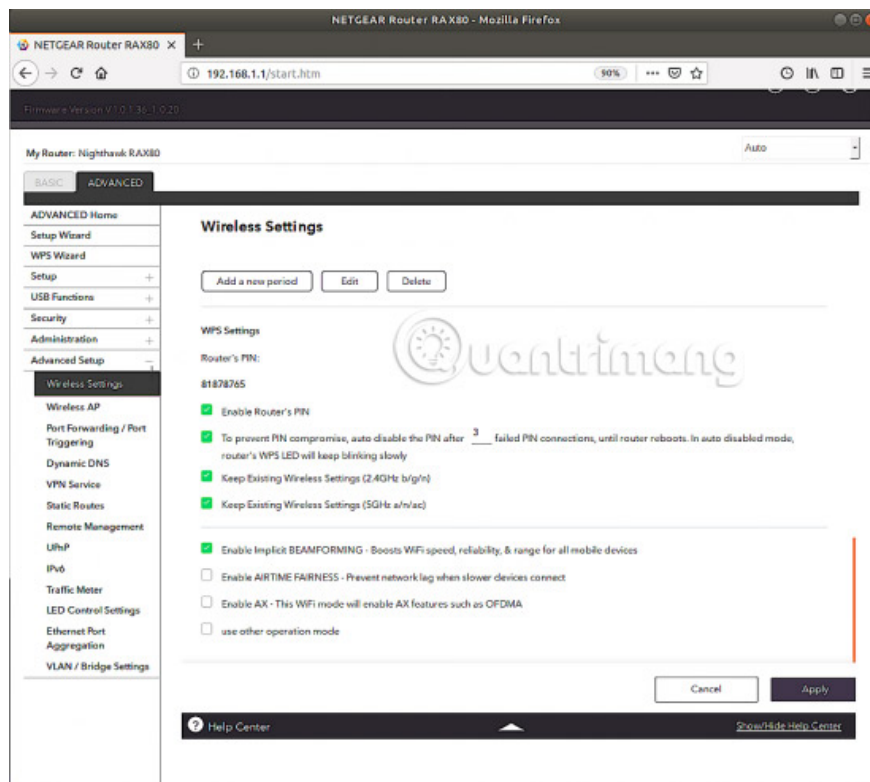 NETGEAR Router RAX80 - Mozilla Firefox
NETGEAR Router RAX80
192.168.1.1/start.htm
90%
Firmware Version V1.0.1.36_1.0.20
My Router: Nighthawk RAX80
Auto
BASIC
ADVANCED
ADVANCED Home
Setup Wizard
WPS Wizard
Setup
USB Functions
Security
Administration
Advanced Setup
Wireless Settings
Wireless AP
Port Forwarding / Port
Triggering
Dynamic DNS
VPN Service
Static Routes
Remote Management
UPnP
IPv6
Traffic Meter
LED Control Settings
Ethernet Port
Aggregation
VLAN / Bridge Settings
Wireless Settings
Add a new period
Edit
Delete
WPS Settings
Router's PIN:
81878765
Enable Router's PIN
To prevent PIN compromise, auto disable the PIN after 3 failed PIN connections, until router reboots. In auto disabled mode,
router's WPS LED will keep blinking slowly
Keep Existing Wireless Settings (2.4GHz b/g/n)
Keep Existing Wireless Settings (5GHz a/n/ac)
Enable Implicit BEAMFORMING - Boosts WiFi speed, reliability, & range for all mobile devices
Enable AIRTIME FAIRNESS - Prevent network lag when slower devices connect
Enable AX - This WiFi mode will enable AX features such as OFDMA
use other operation mode
Cancel
Apply
Help Center
Show/Hide Help Center
Quantrimang